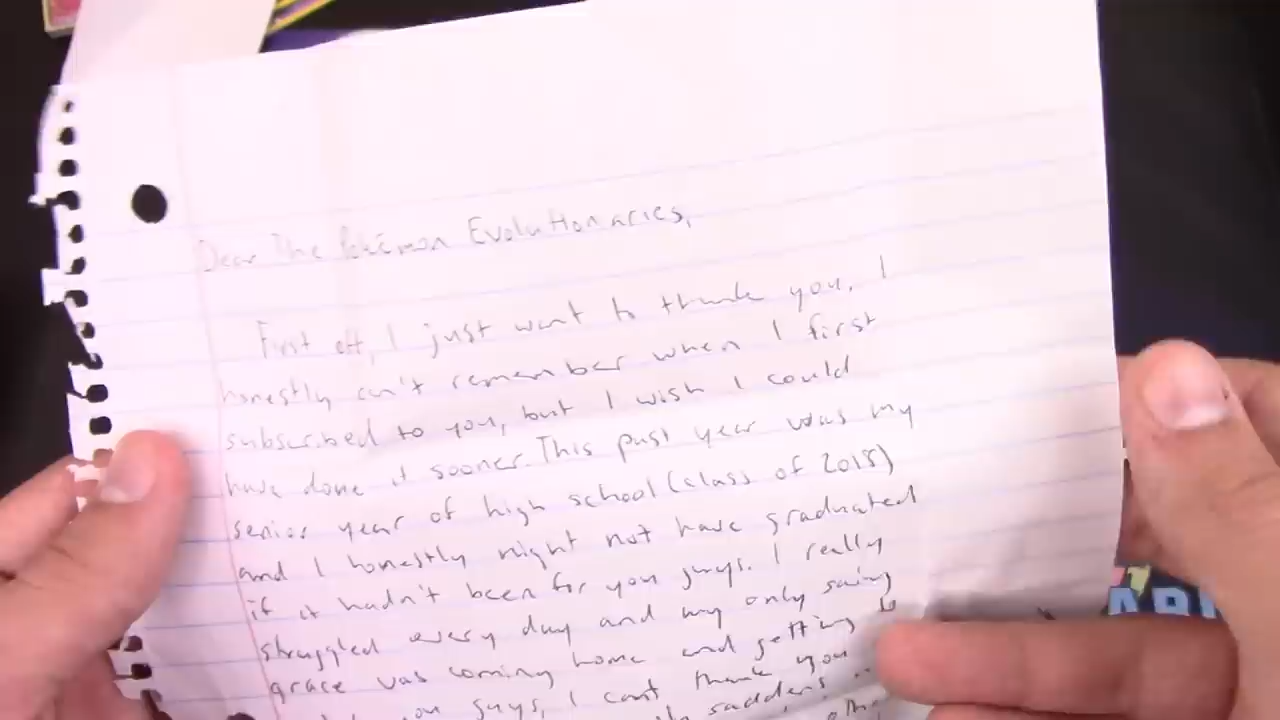 Dear The Pokémon Evolutionaries,
First off, I just want to thank you. I
honestly can't remember when I first
subscribed to you, but I wish I could
have done it sooner. This past year was my
senior year of high school (class of 2018)
and I honestly might not have graduated
if it hadn't been for you guys. I really
struggled every day and my only saving
grace was coming home and getting to
you guys, I can't thank you
saddens